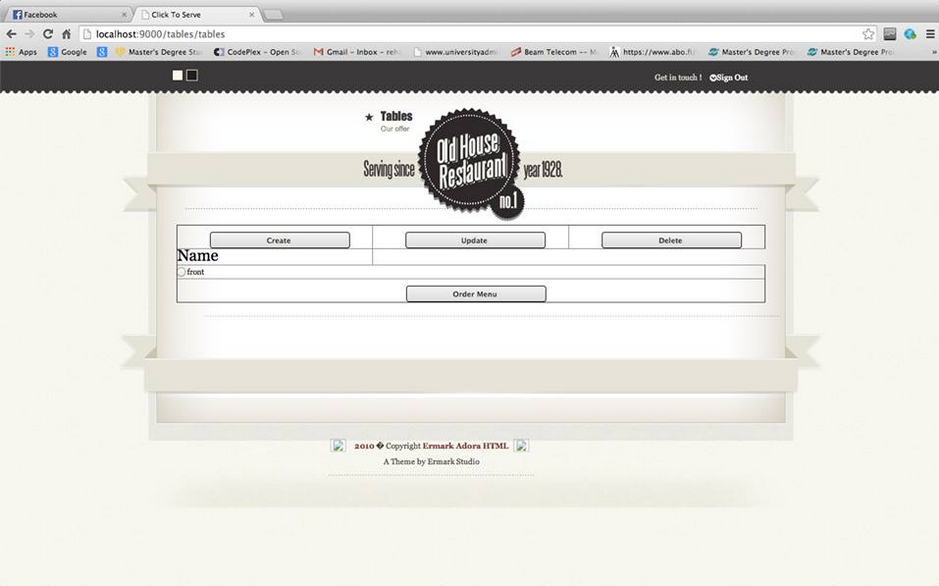 Facebook
Click To Serve
localhost:9000/tables/tables
Apps
Google
Master's Degree Stu
CodePlex - Open So
Gmail - Inbox - reh
www.universityadmi
Beam Telecom -- M
https://www.abo.fi/
Master's Degree Pro
Master's Degree Pro
Get in touch ! Sign Out
★ Tables
Our offer
Old House
Serving since Restaurant year 1928.
no.1
Create Update Delete
Name
front
Order Menu
2010 � Copyright Ermark Adora HTML
A Theme by Ermark Studio